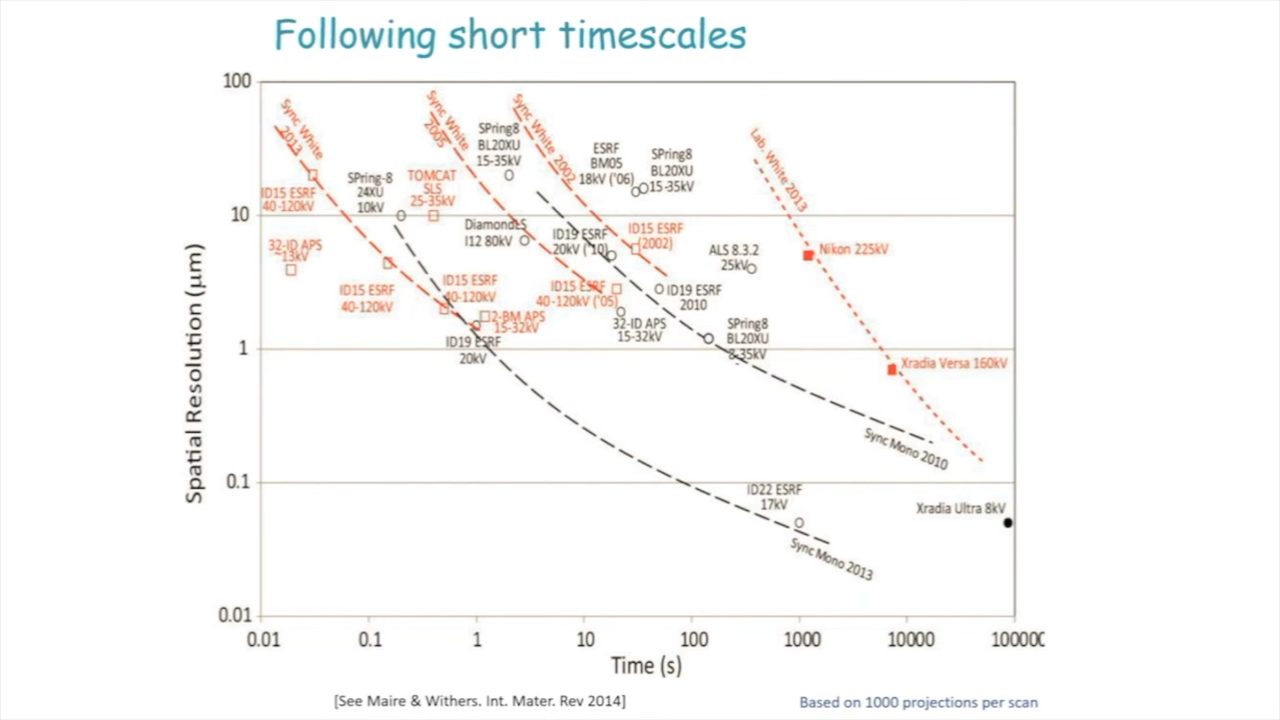 Following short timescales
100
10
1
0.1
0.01
Spatial Resolution (µm)
Sync White
2013
Sync White
2005
Sync White 2002
Lab. White 2013
SPring8
BL20XU
15-35kV
ESRF
BM05
18kV ('06)
SPring8
BL20XU
15-35kV
SPring-8
24XU
10kV
TOMCAT
SLS
25-35kV
ID15 ESRF
40-120kV
DiamondLS
I12 80kV
ID19 ESRF
20kV ('10)
ID15 ESRF
(2002)
32-ID APS
~13kV
ALS 8.3.2
25kV
Nikon 225kV
ID15 ESRF
40-120kV
ID15 ESRF
40-120kV
ID15 ESRF
40-120kV ('05)
ID19 ESRF
2010
2-BM APS
15-32kV
32-ID APS
15-32kV
SPring8
BL20XU
8-35kV
ID19 ESRF
20kV
Xradia Versa 160kV
Sync Mono 2010
ID22 ESRF
17kV
Xradia Ultra 8kV
Sync Mono 2013
0.01 0.1 1 10 100 1000 10000 100000
Time (s)
[See Maire & Withers. Int. Mater. Rev 2014]
Based on 1000 projections per scan